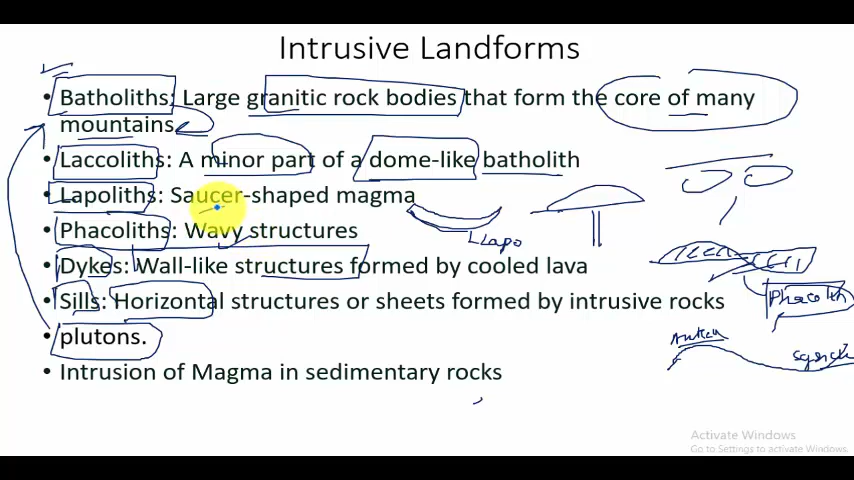 Intrusive Landforms
• Batholiths: Large granitic rock bodies that form the core of many
mountains.
• Laccoliths: A minor part of a dome-like batholith
• Lapoliths: Saucer-shaped magma
• Phacoliths: Wavy structures
Lapo
• Dykes: Wall-like structures formed by cooled lava
• Sills: Horizontal structures or sheets formed by intrusive rocks
Phacolith
• plutons.
• Intrusion of Magma in sedimentary rocks
Activate Windows
Go to Settings to activate Windows.